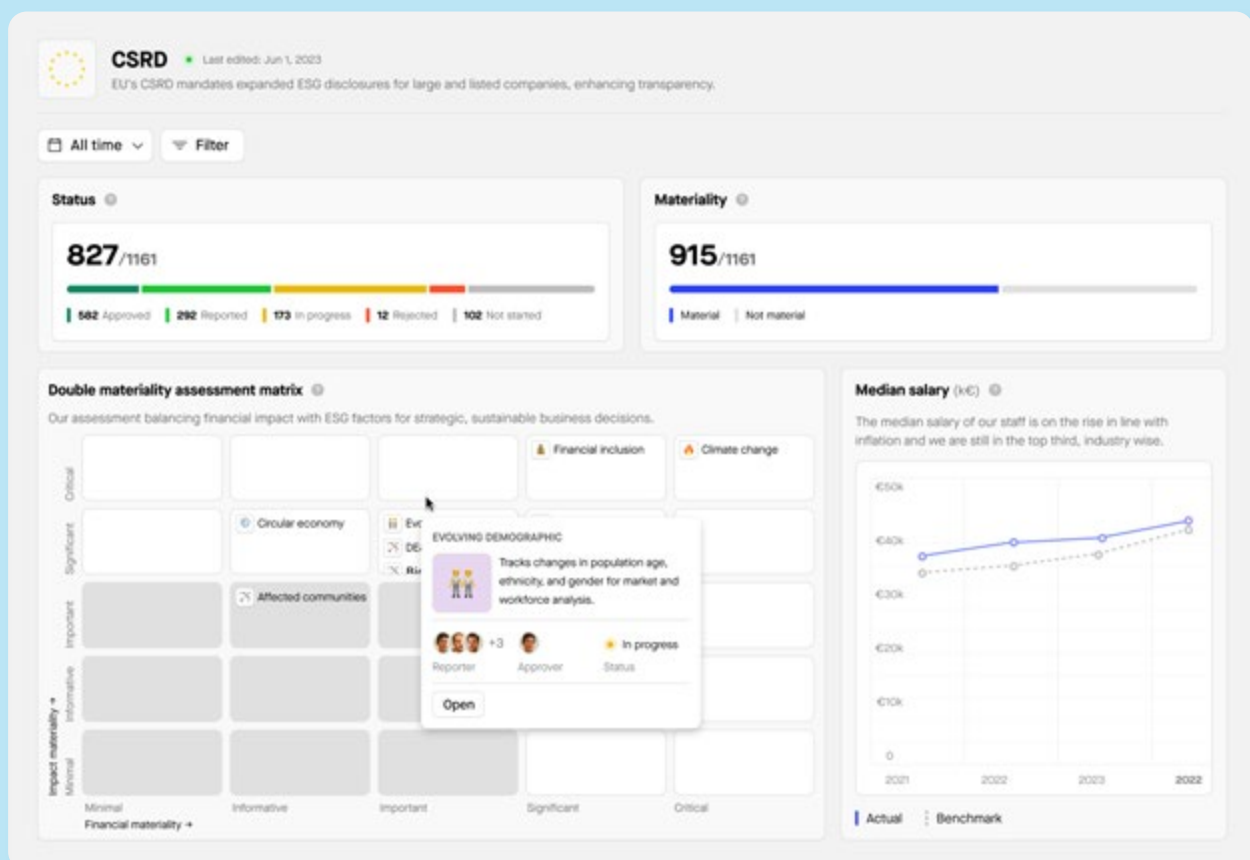 CSRD Last edited: Jun 1, 2023
EU's CSRD mandates expanded ESG disclosures for large and listed companies, enhancing transparency.
All time Filter
Status
827/1161
582 Approved 292 Reported 173 In progress 12 Rejected 102 Not started
Materiality
915/1161
Material Not material
Double materiality assessment matrix
Our assessment balancing financial impact with ESG factors for strategic, sustainable business decisions.
Critical
Significant
Important
Informative
Minimal
Impact materiality →
Financial inclusion
Climate change
Circular economy
Affected communities
EVOLVING DEMOGRAPHIC
Tracks changes in population age,
ethnicity, and gender for market and
workforce analysis.
+3 In progress
Reporter Approver Status
Open
Minimal Informative Important Significant Critical
Financial materiality →
Median salary (k€)
The median salary of our staff is on the rise in line with
inflation and we are still in the top third, industry wise.
€50k
€40k
€30k
€20k
€10k
0
2021 2022 2023 2022
Actual Benchmark